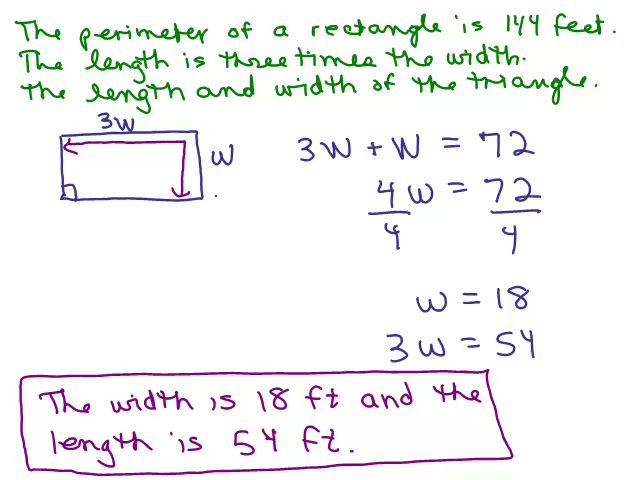 The perimeter of a rectangle is 144 feet.
The length is three times the width.
The length and width of the triangle.
3w
w
3w + w = 72
4w = 72
4 4
w = 18
3w = 54
The width is 18 ft and the
length is 54 ft.